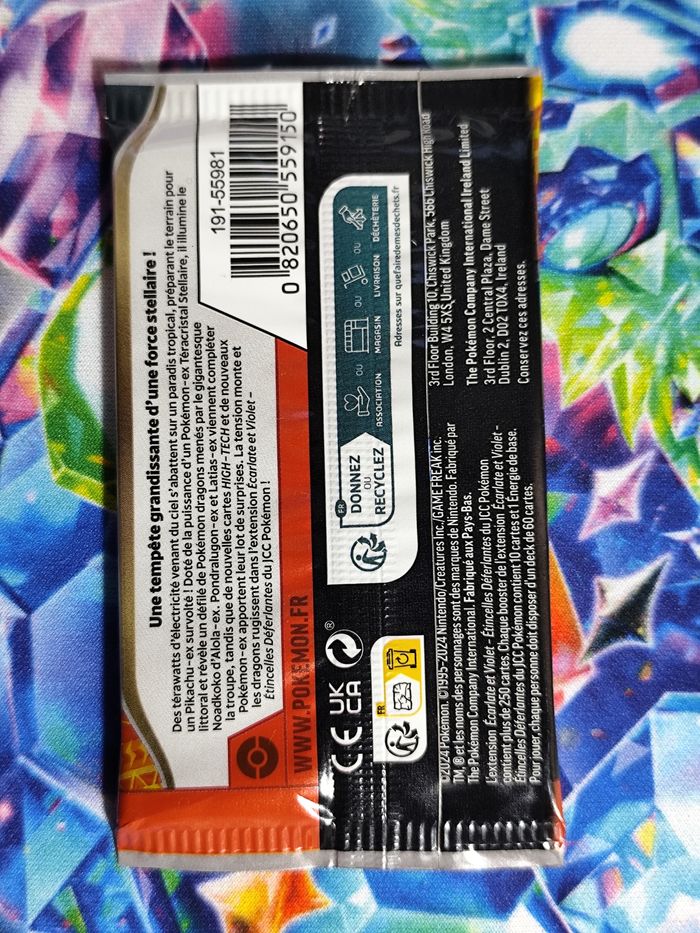 Une tempête grandissante d'une force stellaire !
Des térawatts d'électricité venant du ciel s'abattent sur un paradis tropical, préparant le terrain pour
un Pikachu-ex survolté ! Doté de la puissance d'un Pokémon-ex Téracristal Stellaire, il illumine le
littoral et révèle un défilé de Pokémon dragons menés par le gigantesque
Noadkoko d'Alola-ex. Pondralugon-ex et Latias-ex viennent compléter
la troupe, tandis que de nouvelles cartes HIGH-TECH et de nouveaux
Pokémon-ex apportent leur lot de surprises. La tension monte et
les dragons rugissent dans l'extension Écarlate et Violet –
Étincelles Déferlantes du JCC Pokémon !
191-55981
0 820650 559150
WWW.POKEMON.FR
CE UK CA ®
FR
FR
DONNEZ
OU
RECYCLEZ
ASSOCIATION OU MAGASIN OU LIVRAISON OU DÉCHÈTERIE
Adresses sur quefairedemesdechets.fr
©2024 Pokémon. ©1995-2024 Nintendo/Creatures Inc./GAME FREAK inc.
TM, ® et les noms des personnages sont des marques de Nintendo. Fabriqué par
The Pokémon Company International. Fabriqué aux Pays-Bas.
L'extension Écarlate et Violet – Étincelles Déferlantes du JCC Pokémon
contient plus de 250 cartes. Chaque booster de l'extension Écarlate et Violet –
Étincelles Déferlantes du JCC Pokémon contient 10 cartes et 1 Énergie de base.
Pour jouer, chaque personne doit disposer d'un deck de 60 cartes.
3rd Floor Building 10, Chiswick Park, 566 Chiswick High Road
London, W4 5XS, United Kingdom
The Pokémon Company International Ireland Limited
3rd Floor, 2 Central Plaza, Dame Street
Dublin 2, D02 T0X4, Ireland
Conservez ces adresses.